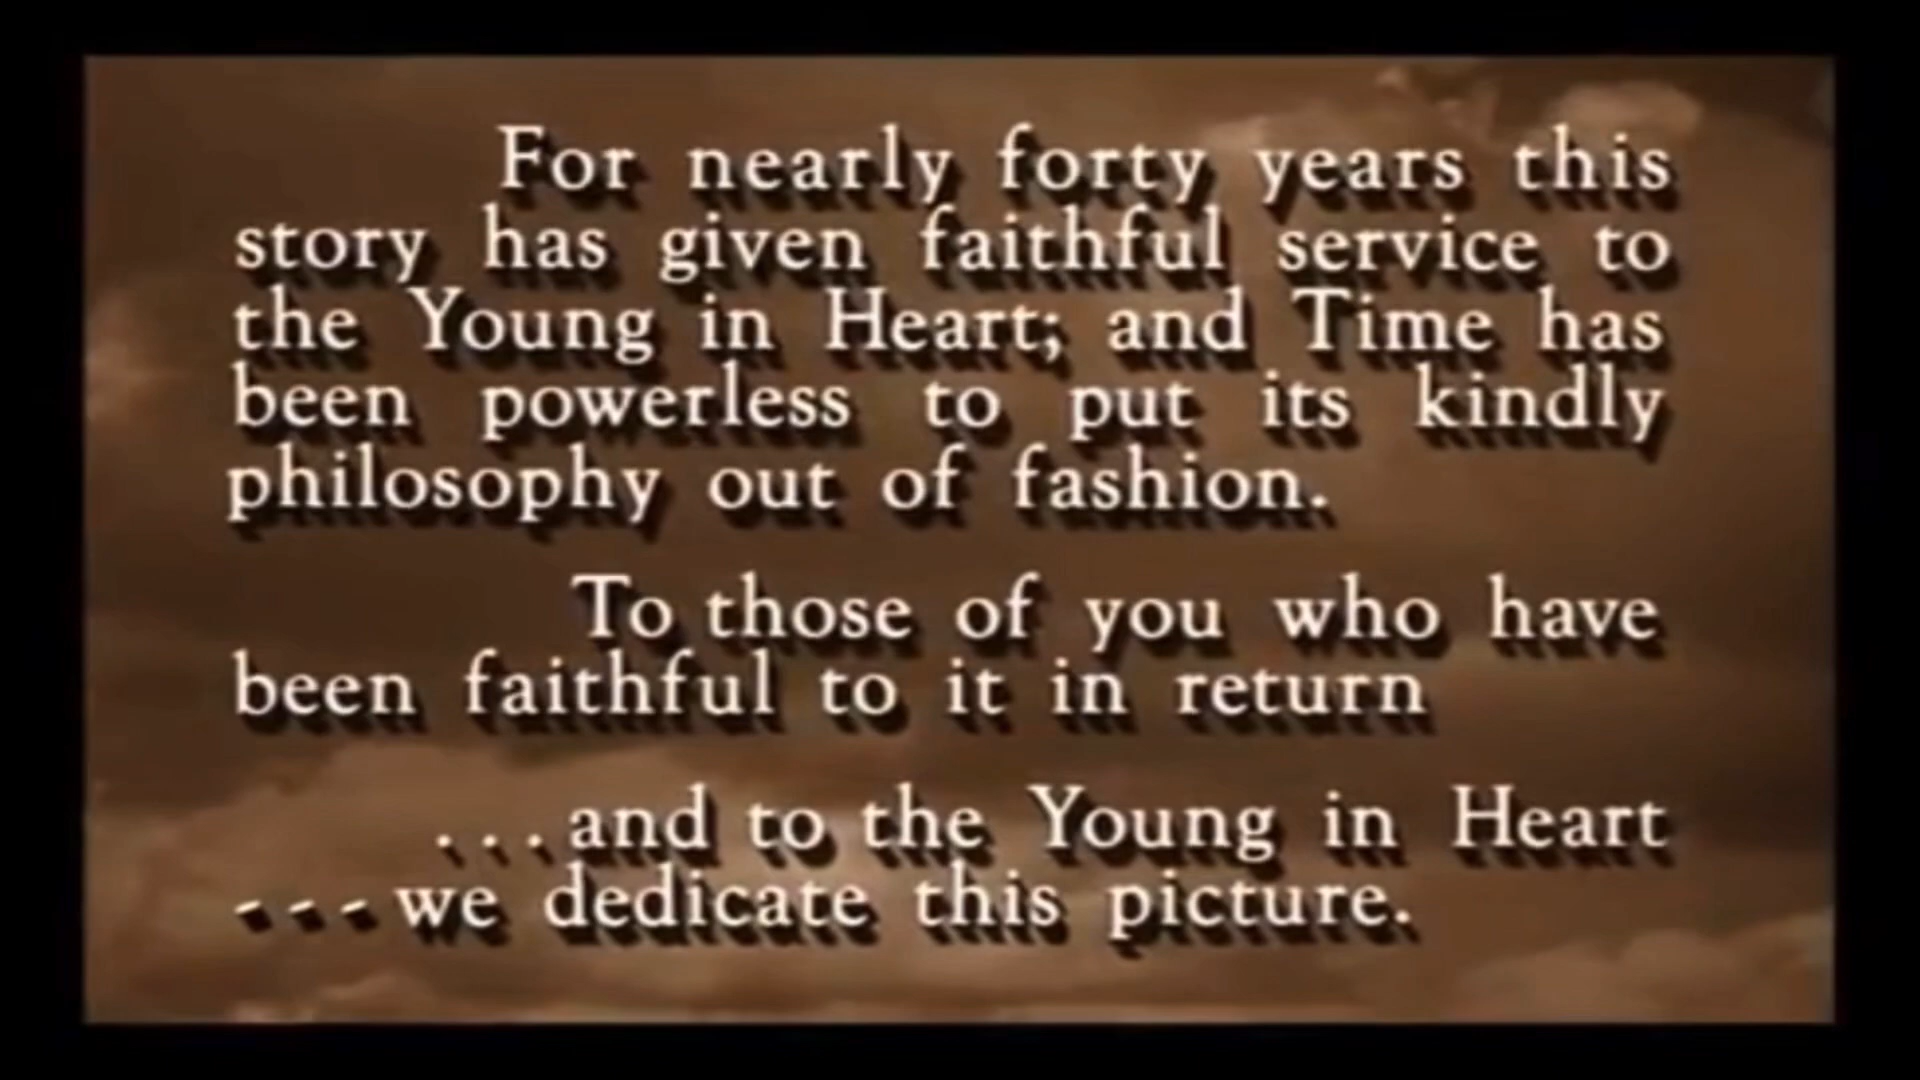 For nearly forty years this
story has given faithful service to
the Young in Heart; and Time has
been powerless to put its kindly
philosophy out of fashion.
To those of you who have
been faithful to it in return
...and to the Young in Heart
---we dedicate this picture.